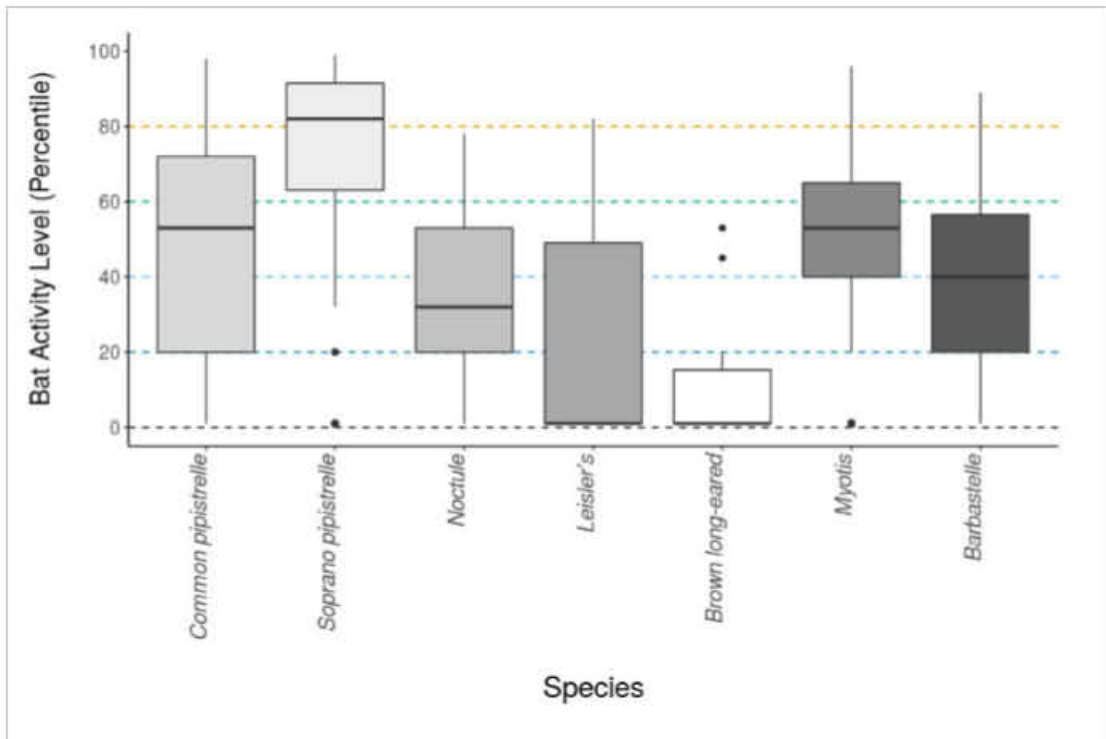 Bat Activity Level (Percentile)
100
80
60
40
20
0
Common pipistrelle
Soprano pipistrelle
Noctule
Leisler's
Brown long-eared
Myotis
Barbastelle
Species